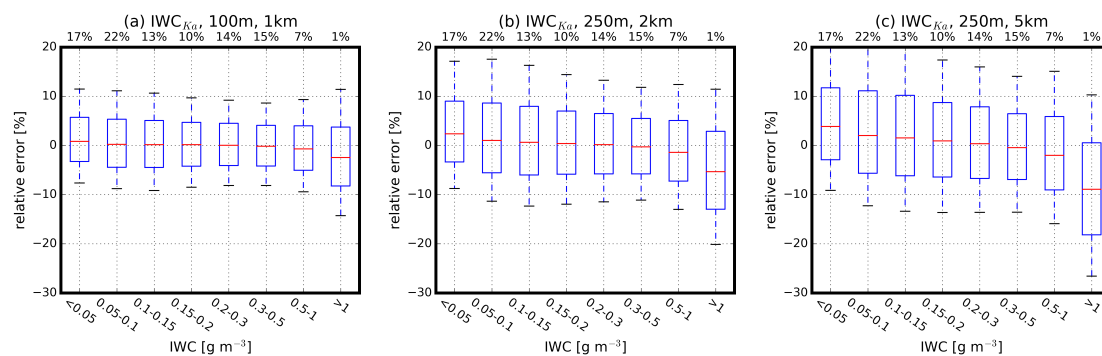 (a) IWC_Ka, 100m, 1km
17% 22% 13% 10% 14% 15% 7% 1%
20
10
0
−10
−20
−30
relative error [%]
<0.05 0.05-0.1 0.1-0.15 0.15-0.2 0.2-0.3 0.3-0.5 0.5-1 >1
IWC [g m⁻³]
(b) IWC_Ka, 250m, 2km
17% 22% 13% 10% 14% 15% 7% 1%
20
10
0
−10
−20
−30
relative error [%]
<0.05 0.05-0.1 0.1-0.15 0.15-0.2 0.2-0.3 0.3-0.5 0.5-1 >1
IWC [g m⁻³]
(c) IWC_Ka, 250m, 5km
17% 22% 13% 10% 14% 15% 7% 1%
20
10
0
−10
−20
−30
relative error [%]
<0.05 0.05-0.1 0.1-0.15 0.15-0.2 0.2-0.3 0.3-0.5 0.5-1 >1
IWC [g m⁻³]